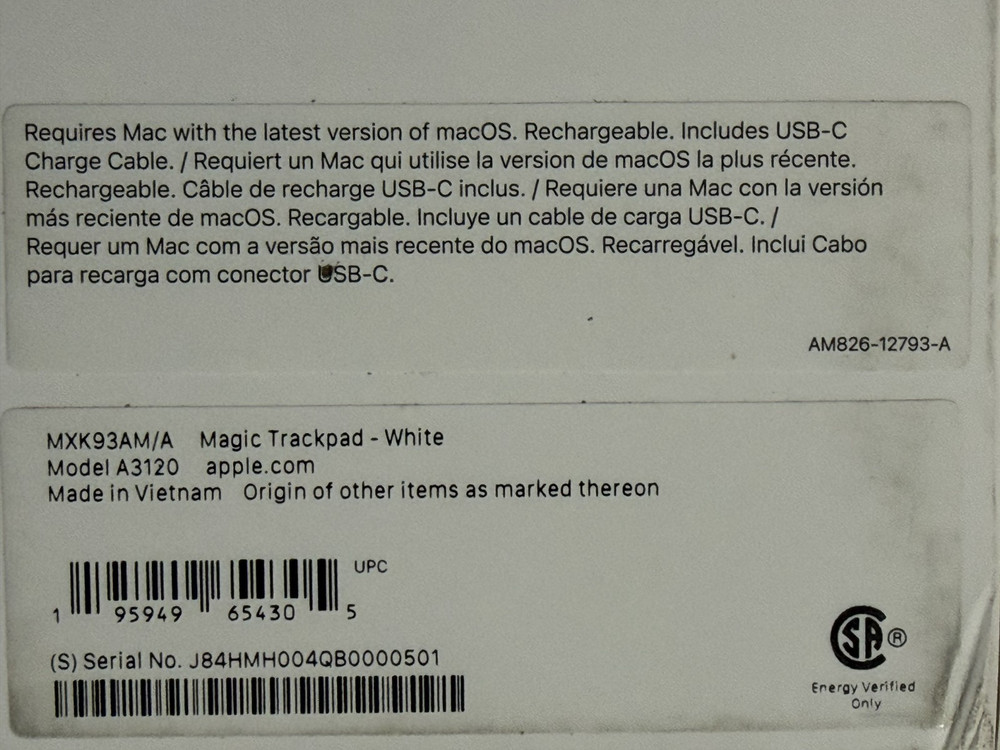 Requires Mac with the latest version of macOS. Rechargeable. Includes USB-C
Charge Cable. / Requiert un Mac qui utilise la version de macOS la plus récente.
Rechargeable. Câble de recharge USB-C inclus. / Requiere una Mac con la versión
más reciente de macOS. Recargable. Incluye un cable de carga USB-C. /
Requer um Mac com a versão mais recente do macOS. Recarregável. Inclui Cabo
para recarga com conector USB-C.
AM826-12793-A
MXK93AM/A Magic Trackpad - White
Model A3120 apple.com
Made in Vietnam Origin of other items as marked thereon
UPC
1 95949 65430 5
(S) Serial No. J84HMH004QB0000501
SA ®
Energy Verified
Only